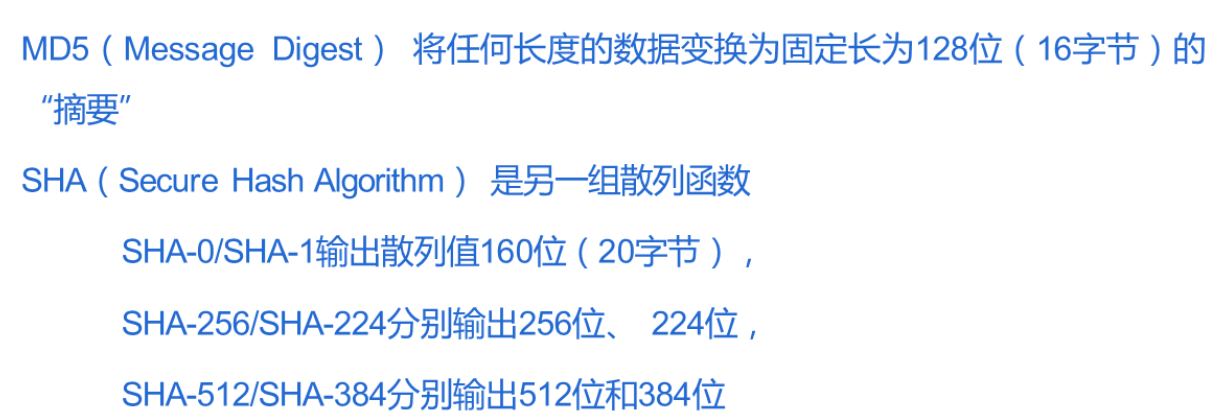 MD5（Message Digest） 将任何长度的数据变换为固定长为128位（16字节）的
“摘要”
SHA（Secure Hash Algorithm） 是另一组散列函数
SHA-0/SHA-1输出散列值160位（20字节），
SHA-256/SHA-224分别输出256位、 224位，
SHA-512/SHA-384分别输出512位和384位